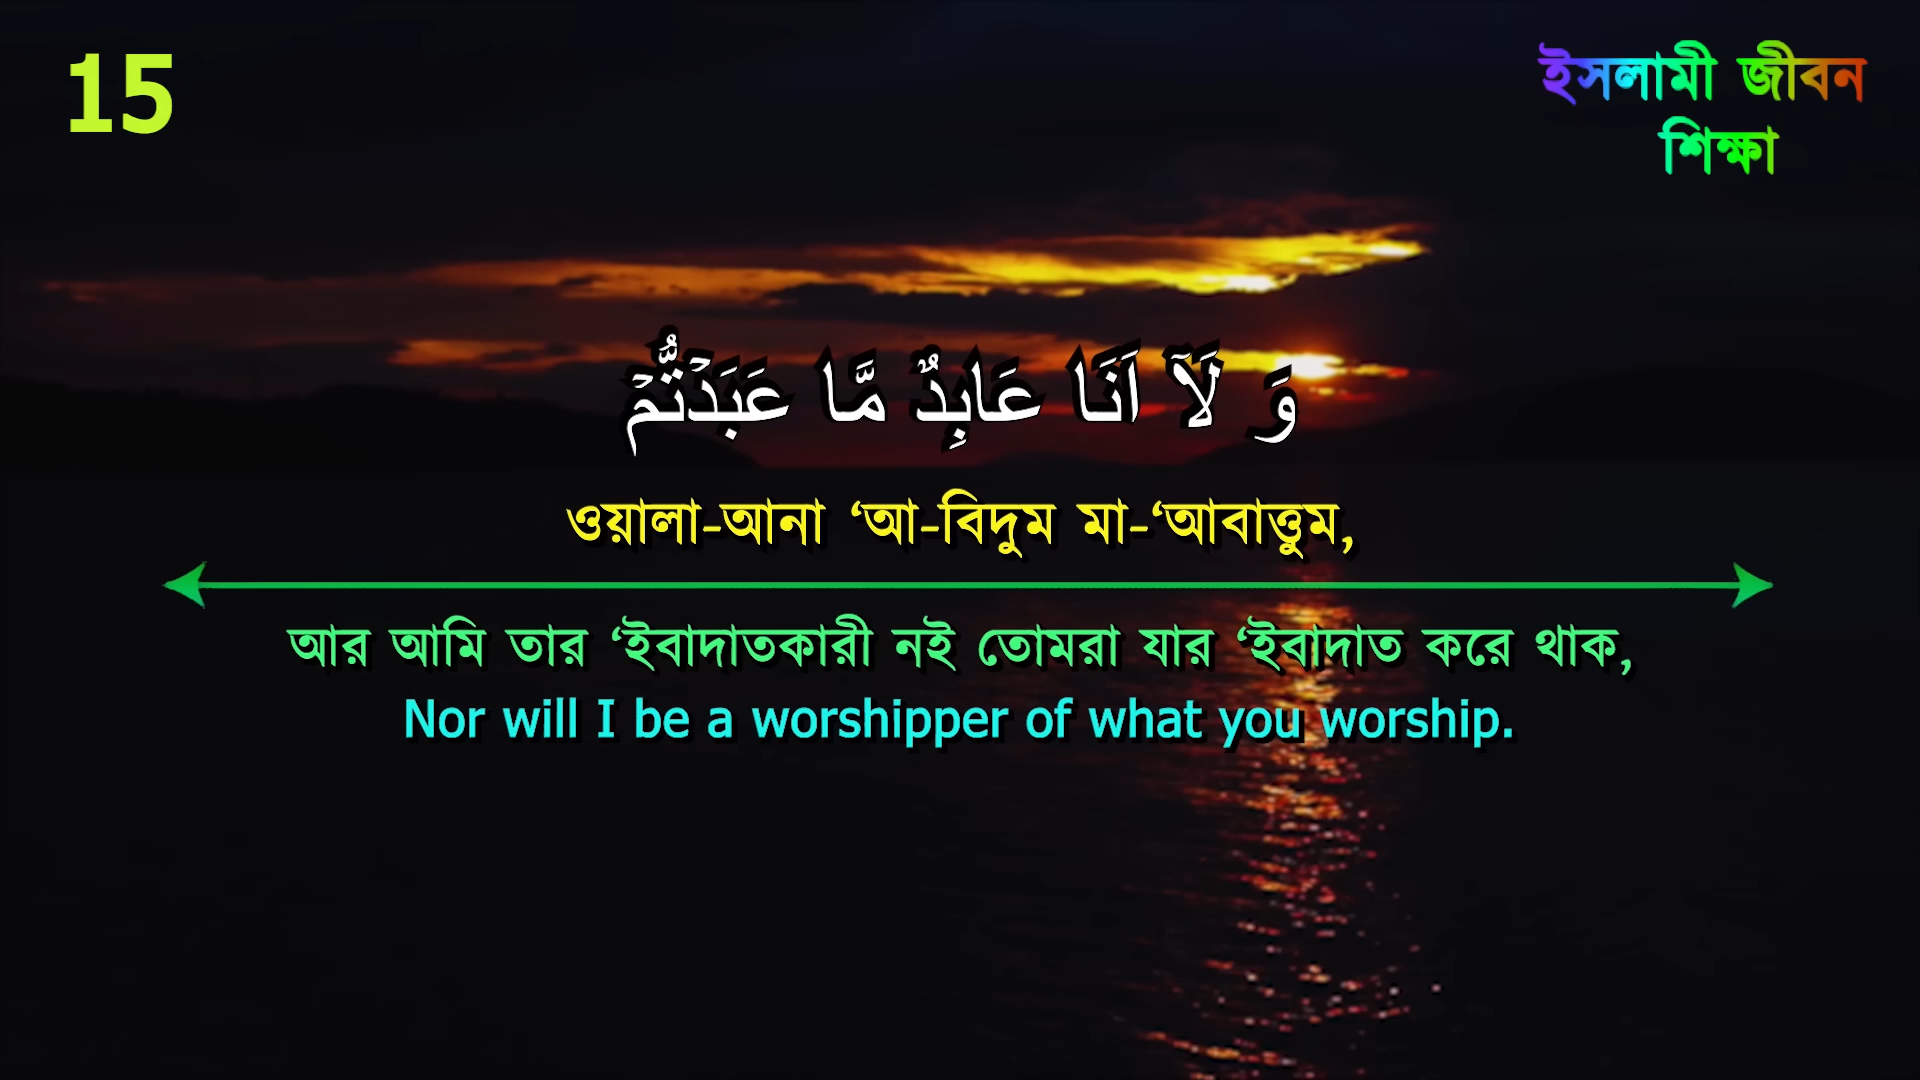 15
ইসলামী জীবন
শিক্ষা
وَ لَاۤ اَنَا عَابِدٌ مَّا عَبَدْتُّمْ
ওয়ালা-আনা ‘আ-বিদুম মা-‘আবাত্তুম,
আর আমি তার ‘ইবাদাতকারী নই তোমরা যার ‘ইবাদাত করে থাক,
Nor will I be a worshipper of what you worship.